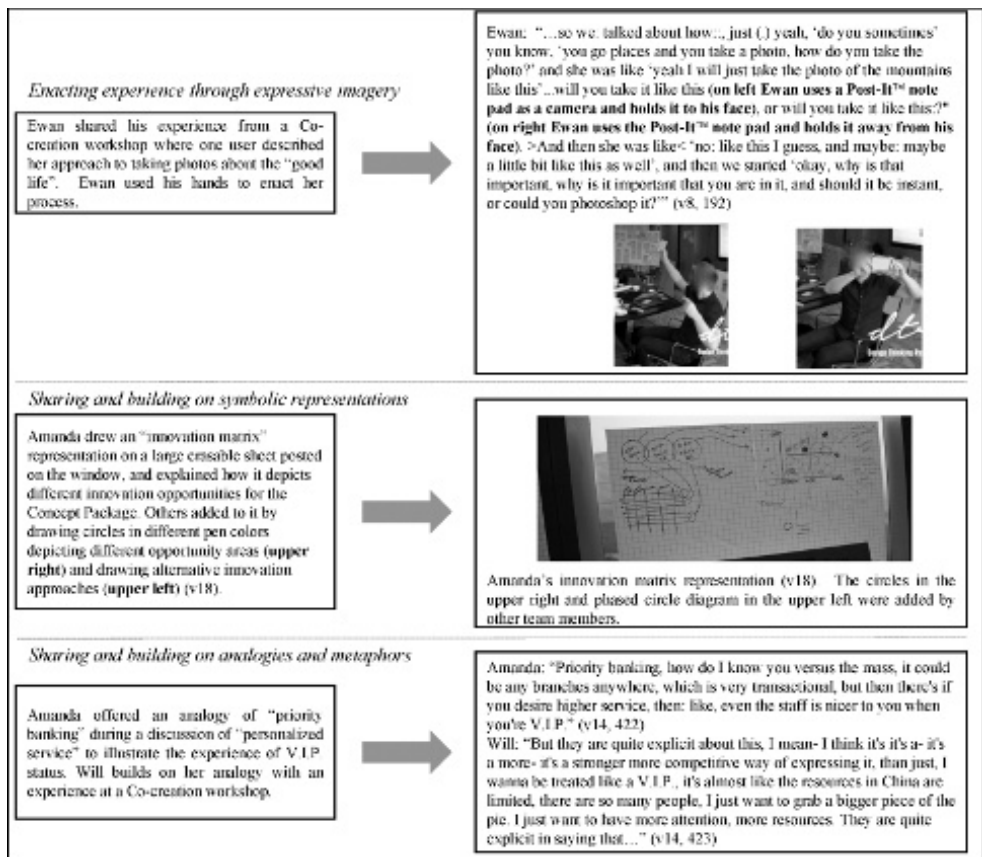 Enacting experience through expressive imagery
Ewan shared his experience from a Co-
creation workshop where one user described
her approach to taking photos about the "good
life". Ewan used his hands to enact her
process.
Ewan: "…so we. talked about how::, just (.) yeah, 'do you sometimes'
you know, 'you go places and you take a photo, how do you take the
photo?' and she was like 'yeah I will just take the photo of the mountains
like this'...will you take it like this (on left Ewan uses a Post-It™ note
pad as a camera and holds it to his face), or will you take it like this:?"
(on right Ewan uses the Post-It™ note pad and holds it away from his
face). >And then she was like< 'no: like this I guess, and maybe: maybe
a little bit like this as well', and then we started 'okay, why is that
important, why is it important that you are in it, and should it be instant,
or could you photoshop it?'" (v8, 192)
Sharing and building on symbolic representations
Amanda drew an "innovation matrix"
representation on a large erasable sheet posted
on the window, and explained how it depicts
different innovation opportunities for the
Concept Package. Others added to it by
drawing circles in different pen colors
depicting different opportunity areas (upper
right) and drawing alternative innovation
approaches (upper left) (v18).
Amanda's innovation matrix representation (v18). The circles in the
upper right and phased circle diagram in the upper left were added by
other team members.
Sharing and building on analogies and metaphors
Amanda offered an analogy of "priority
banking" during a discussion of "personalized
service" to illustrate the experience of V.I.P.
status. Will builds on her analogy with an
experience at a Co-creation workshop.
Amanda: "Priority banking, how do I know you versus the mass, it could
be any branches anywhere, which is very transactional, but then there's if
you desire higher service, then: like, even the staff is nicer to you when
you're V.I.P." (v14, 422)
Will: "But they are quite explicit about this, I mean- I think it's it's a- it's
a more- it's a stronger more competitive way of expressing it, than just, I
wanna be treated like a V.I.P., it's almost like the resources in China are
limited, there are so many people, I just want to grab a bigger piece of the
pie. I just want to have more attention, more resources. They are quite
explicit in saying that…" (v14, 423)